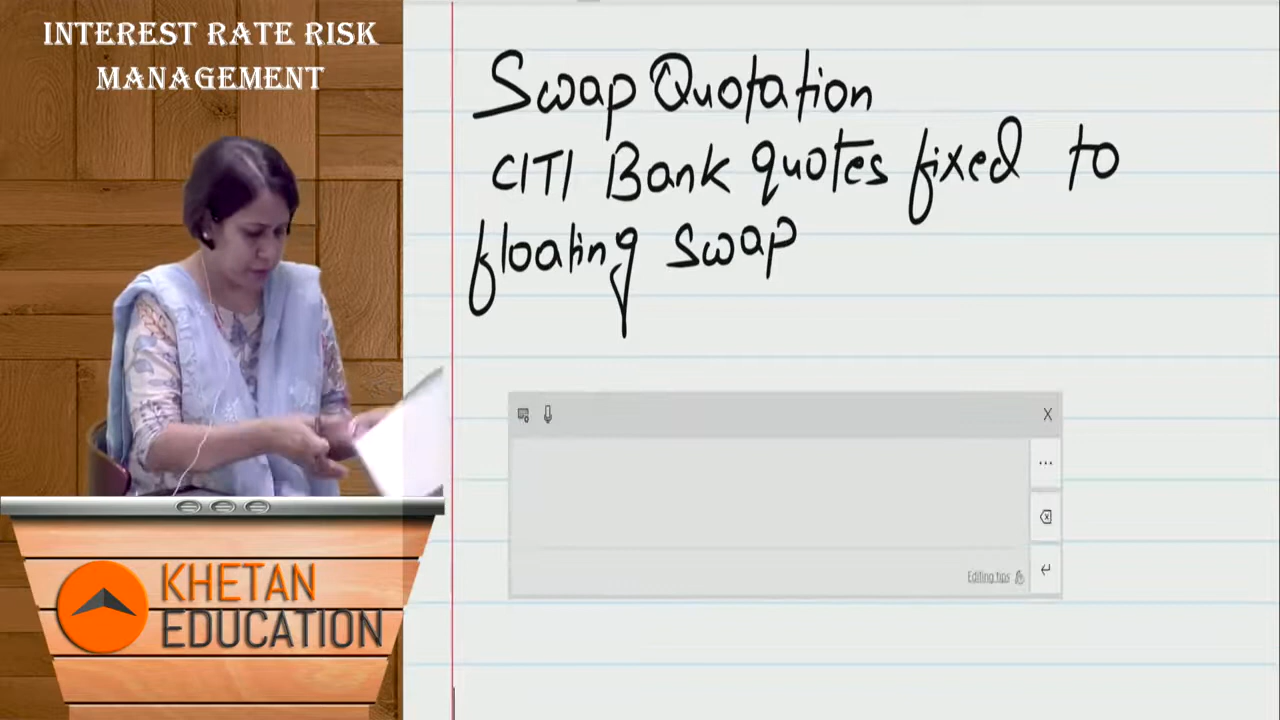 INTEREST RATE RISK
MANAGEMENT
Swap Quotation
CITI Bank quotes fixed to
floating swap
Editing tips
KHETAN
EDUCATION